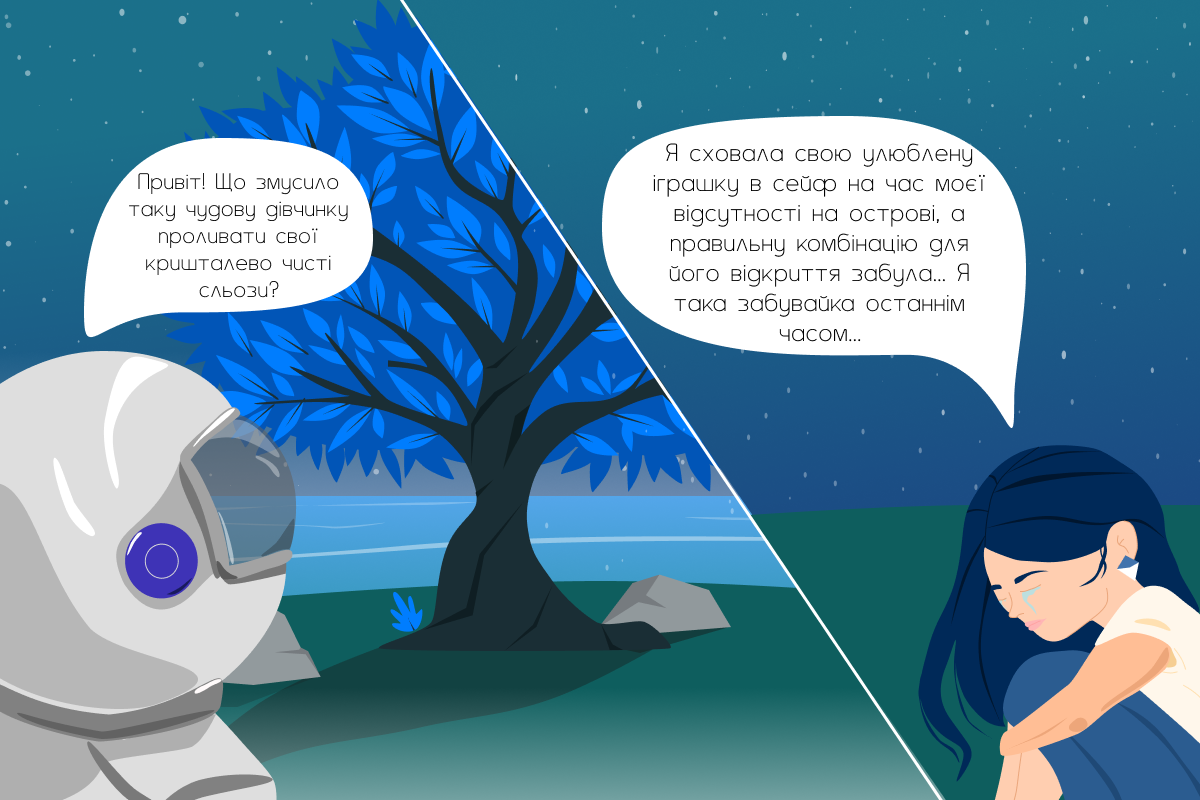 Привіт! Що змусило
таку чудову дівчинку
проливати свої
кришталево чисті
сльози?
Я сховала свою улюблену
іграшку в сейф на час моєї
відсутності на острові, а
правильну комбінацію для
його відкриття забула... Я
така забувайка останнім
часом...